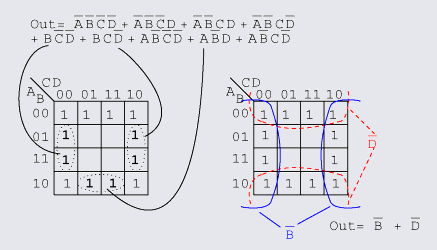 Out= A̅B̅C̅D̅ + A̅B̅C̅D + A̅B̅CD + A̅B̅CD̅
+ BC̅D̅ + BCD̅ + AB̅C̅D̅ + AB̅D + AB̅CD̅
CD
A B 00 01 11 10
00 1 1 1 1
01 1 1
11 1 1
10 1 1 1 1
CD
A B 00 01 11 10
00 1 1 1 1
01 1 1
11 1 1
10 1 1 1 1
D̅
B̅
Out= B̅ + D̅